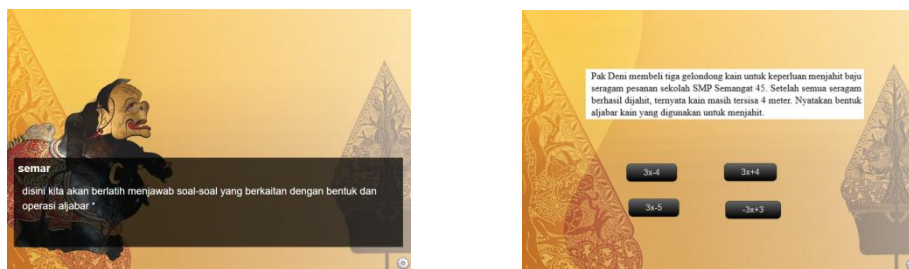 semar
disini kita akan berlatih menjawab soal-soal yang berkaitan dengan bentuk dan
operasi aljabar *
Pak Deni membeli tiga gelondong kain untuk keperluan menjahit baju
seragam pesanan sekolah SMP Semangat 45. Setelah semua seragam
berhasil dijahit, ternyata kain masih tersisa 4 meter. Nyatakan bentuk
aljabar kain yang digunakan untuk menjahit.
3x-4
3x+4
3x-5
-3x+3